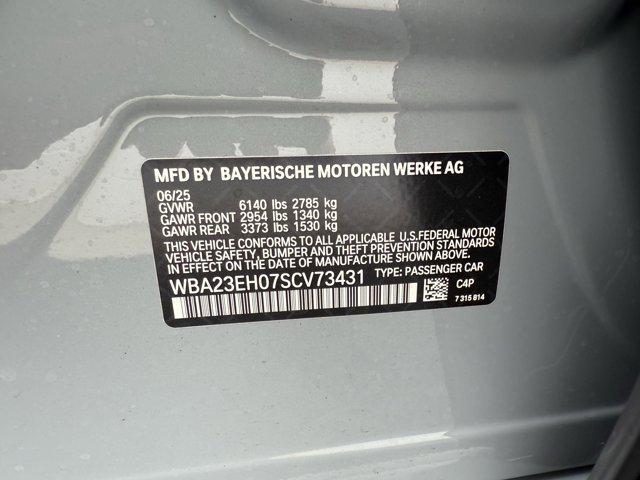 MFD BY BAYERISCHE MOTOREN WERKE AG
06/25
GVWR 6140 lbs 2785 kg
GAWR FRONT 2954 lbs 1340 kg
GAWR REAR 3373 lbs 1530 kg
THIS VEHICLE CONFORMS TO ALL APPLICABLE U.S.FEDERAL MOTOR
VEHICLE SAFETY, BUMPER AND THEFT PREVENTION STANDARDS
IN EFFECT ON THE DATE OF MANUFACTURE SHOWN ABOVE.
WBA23EH07SCV73431 TYPE: PASSENGER CAR
C4P
7 315 814